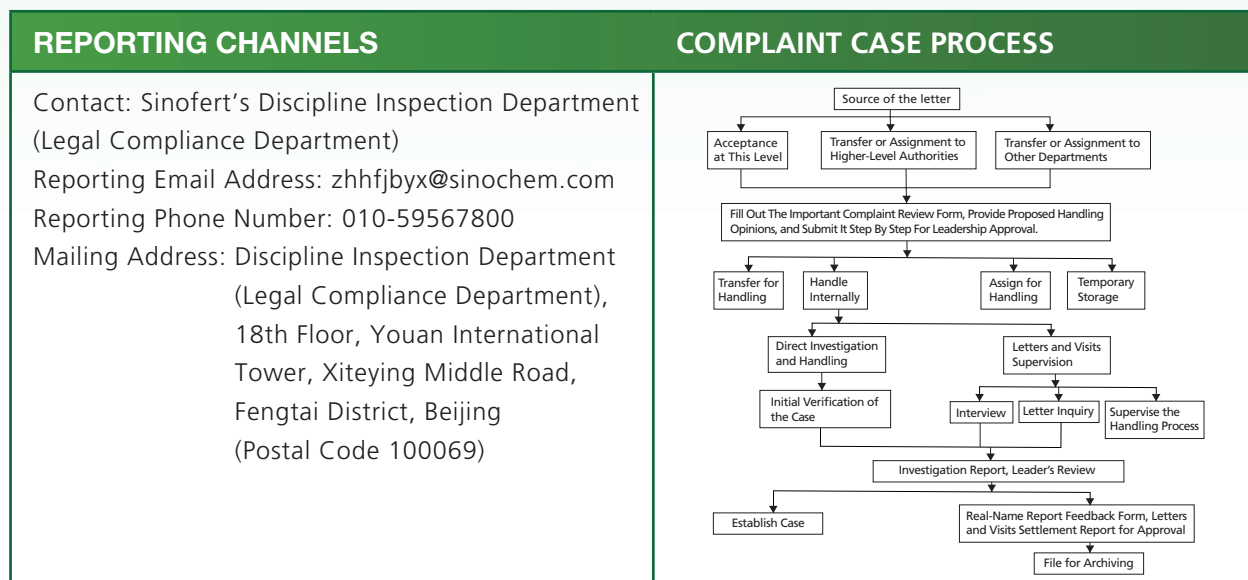 REPORTING CHANNELS
Contact: Sinofert’s Discipline Inspection Department
(Legal Compliance Department)
Reporting Email Address: zhhfjbyx@sinochem.com
Reporting Phone Number: 010-59567800
Mailing Address: Discipline Inspection Department
(Legal Compliance Department),
18th Floor, Youan International
Tower, Xiteying Middle Road,
Fengtai District, Beijing
(Postal Code 100069)
COMPLAINT CASE PROCESS
Source of the letter
Acceptance
at This Level
Transfer or Assignment to
Higher-Level Authorities
Transfer or Assignment to
Other Departments
Fill Out The Important Complaint Review Form, Provide Proposed Handling
Opinions, and Submit It Step By Step For Leadership Approval.
Transfer for
Handling
Handle
Internally
Assign for
Handling
Temporary
Storage
Direct Investigation
and Handling
Letters and Visits
Supervision
Initial Verification of
the Case
Interview
Letter Inquiry
Supervise the
Handling Process
Investigation Report, Leader’s Review
Establish Case
Real-Name Report Feedback Form, Letters
and Visits Settlement Report for Approval
File for Archiving